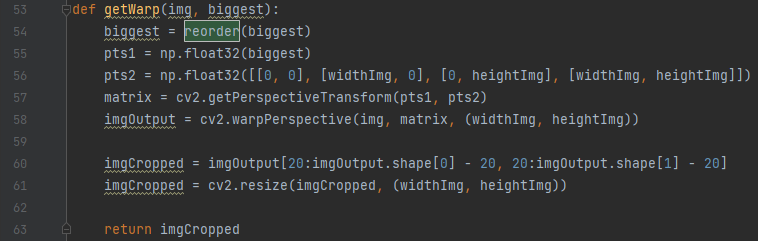 53 def getWarp(img, biggest):
54     biggest = reorder(biggest)
55     pts1 = np.float32(biggest)
56     pts2 = np.float32([[0, 0], [widthImg, 0], [0, heightImg], [widthImg, heightImg]])
57     matrix = cv2.getPerspectiveTransform(pts1, pts2)
58     imgOutput = cv2.warpPerspective(img, matrix, (widthImg, heightImg))
59
60     imgCropped = imgOutput[20:imgOutput.shape[0] - 20, 20:imgOutput.shape[1] - 20]
61     imgCropped = cv2.resize(imgCropped, (widthImg, heightImg))
62
63     return imgCropped